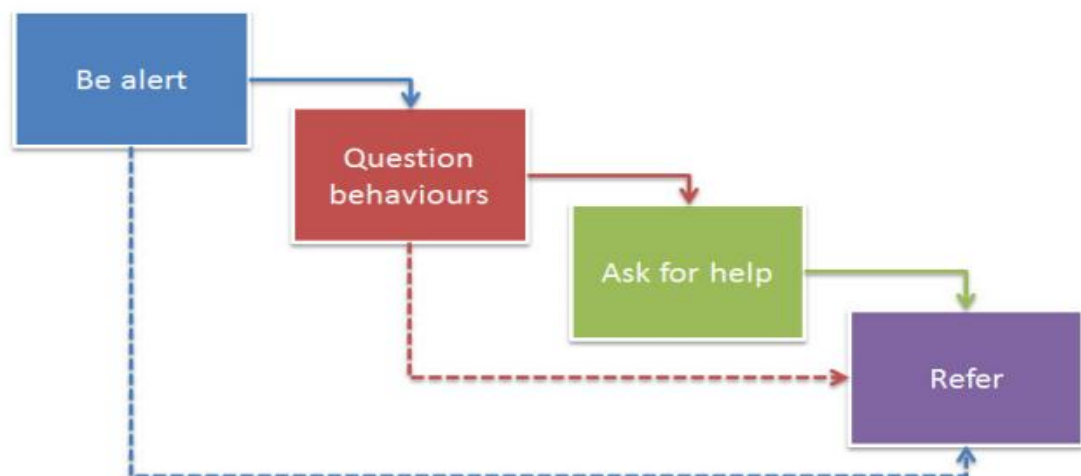 Be alert
Question
behaviours
Ask for help
Refer